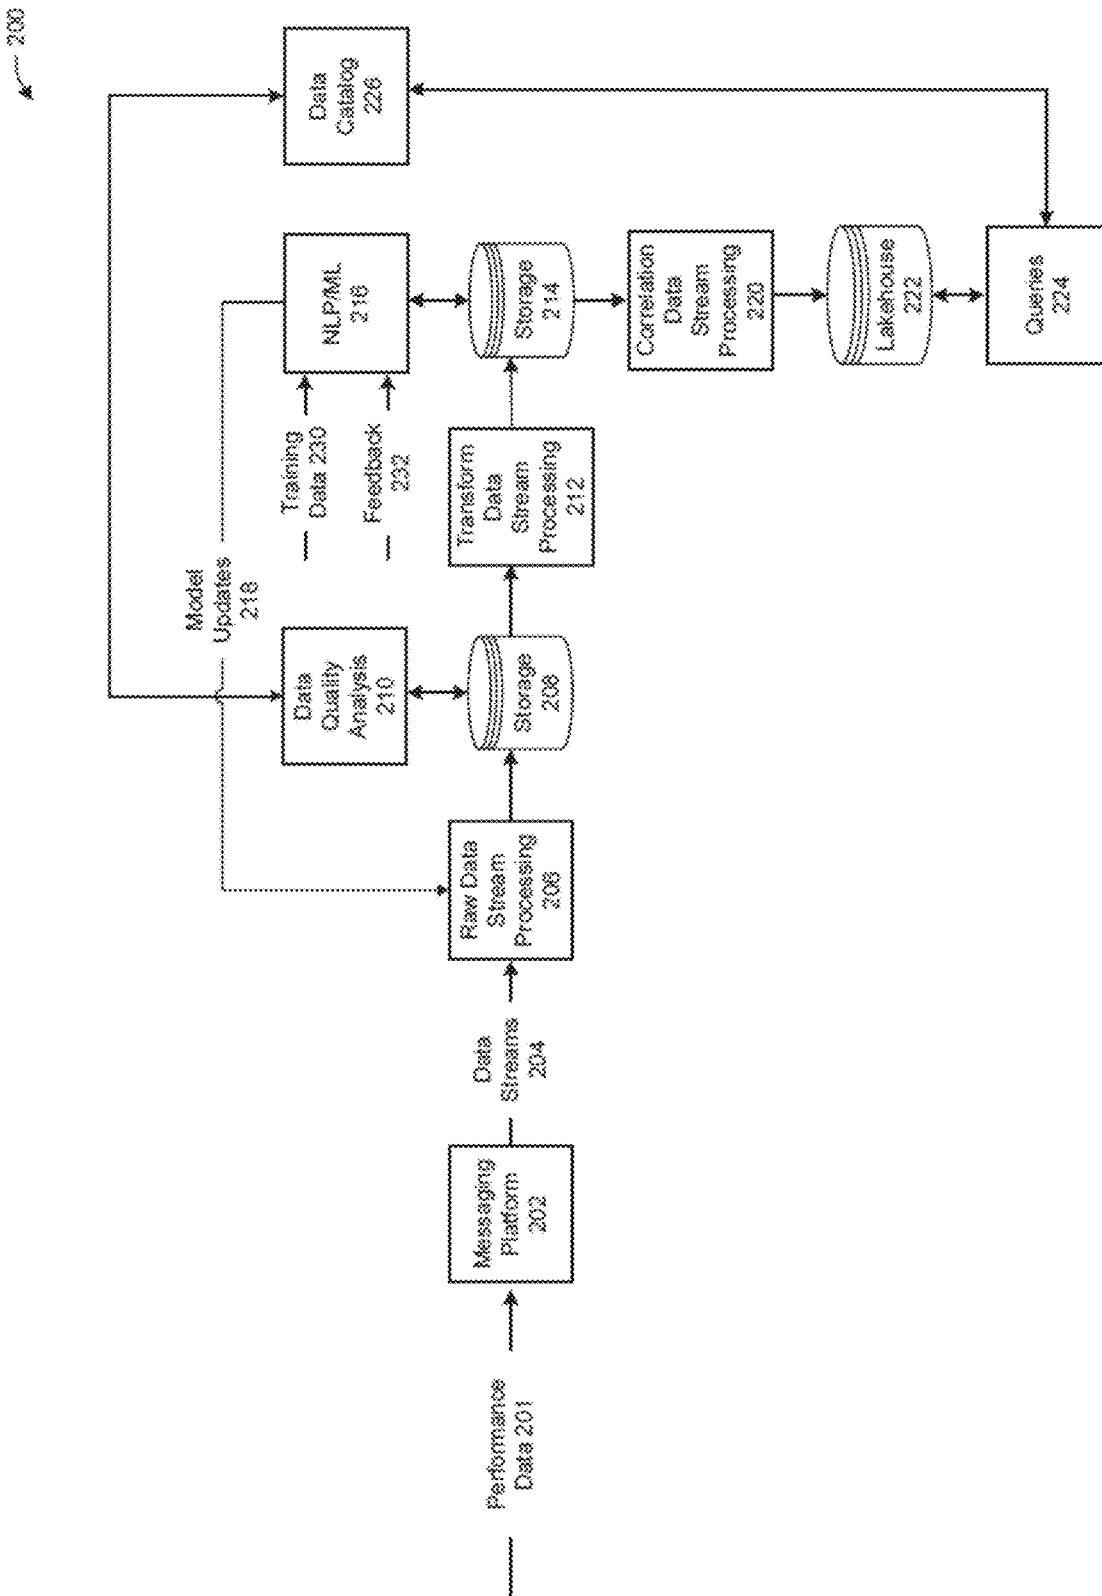 200
Data
Catalog
226
Model
Updates
218
NLP/ML
216
Training
Data 230
Feedback
232
Data
Quality
Analysis
210
Performance
Data 201
Messaging
Platform
202
Data
Streams
204
Raw Data
Stream
Processing
206
Storage
208
Transform
Data
Stream
Processing
212
Storage
214
Correlation
Data
Stream
Processing
220
Lakehouse
222
Queries
224